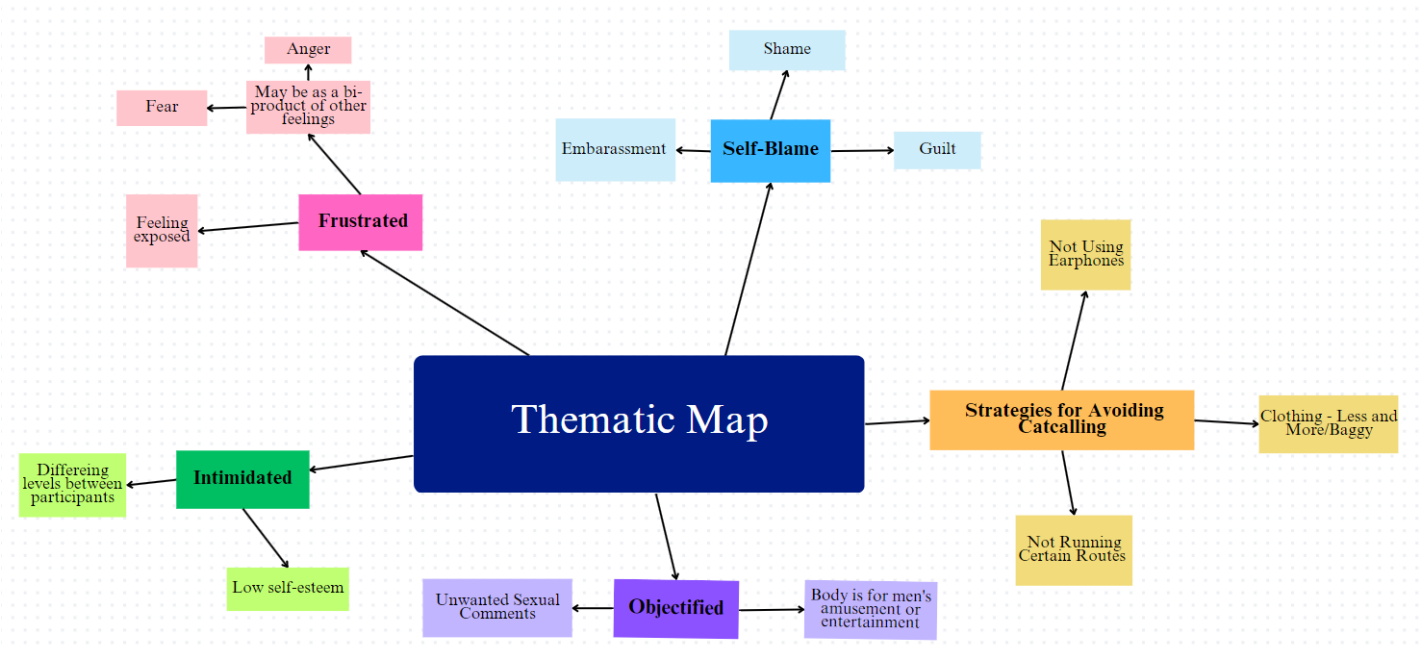 Anger
May be as a bi-
product of other
feelings
Fear
Feeling
exposed
Frustrated
Shame
Embarassment
Self-Blame
Guilt
Not Using
Earphones
Thematic Map
Strategies for Avoiding
Catcalling
Clothing - Less and
More/Baggy
Not Running
Certain Routes
Differeing
levels between
participants
Intimidated
Low self-esteem
Unwanted Sexual
Comments
Objectified
Body is for men's
amusement or
entertainment